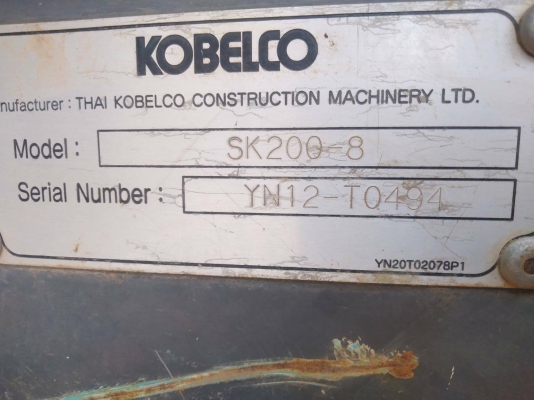 KOBELCO
nufacturer : THAI KOBELCO CONSTRUCTION MACHINERY LTD.
Model : SK200-8
Serial Number : YN12-T0494
YN20T02078P1